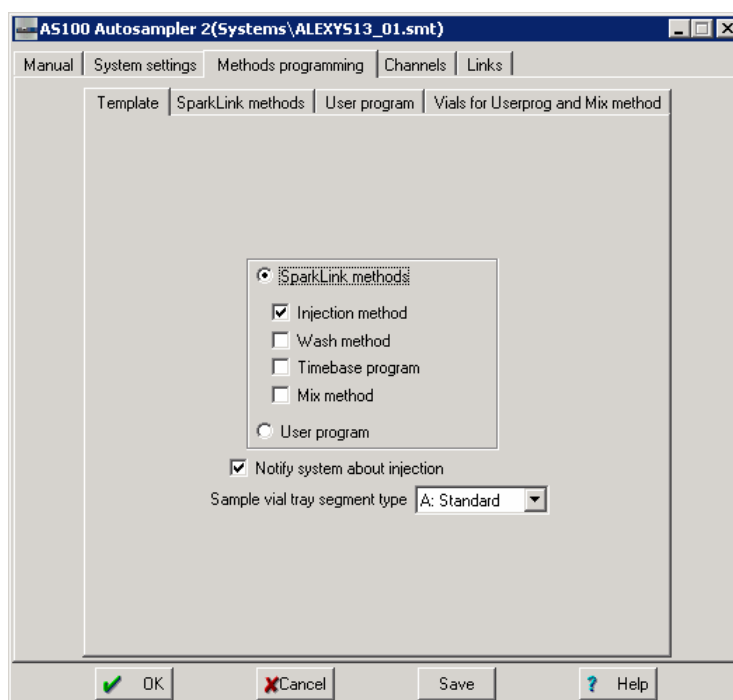 AS100 Autosampler 2(Systems\ALEXYS13_01.smt)
Manual System settings Methods programming Channels Links
Template SparkLink methods User program Vials for Userprog and Mix method
SparkLink methods
Injection method
Wash method
Timebase program
Mix method
User program
Notify system about injection
Sample vial tray segment type A: Standard
OK Cancel Save ? Help